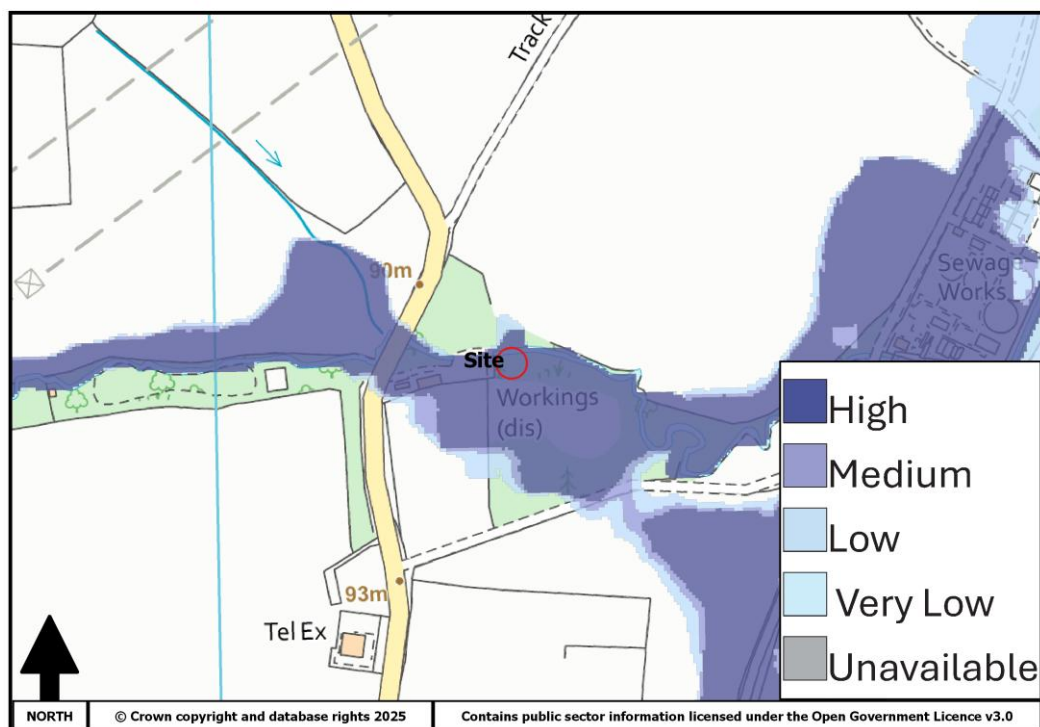 Track
90m
Sewage
Works
Site
Workings
(dis)
93m
Tel Ex
High
Medium
Low
Very Low
Unavailable
NORTH
© Crown copyright and database rights 2025
Contains public sector information licensed under the Open Government Licence v3.0